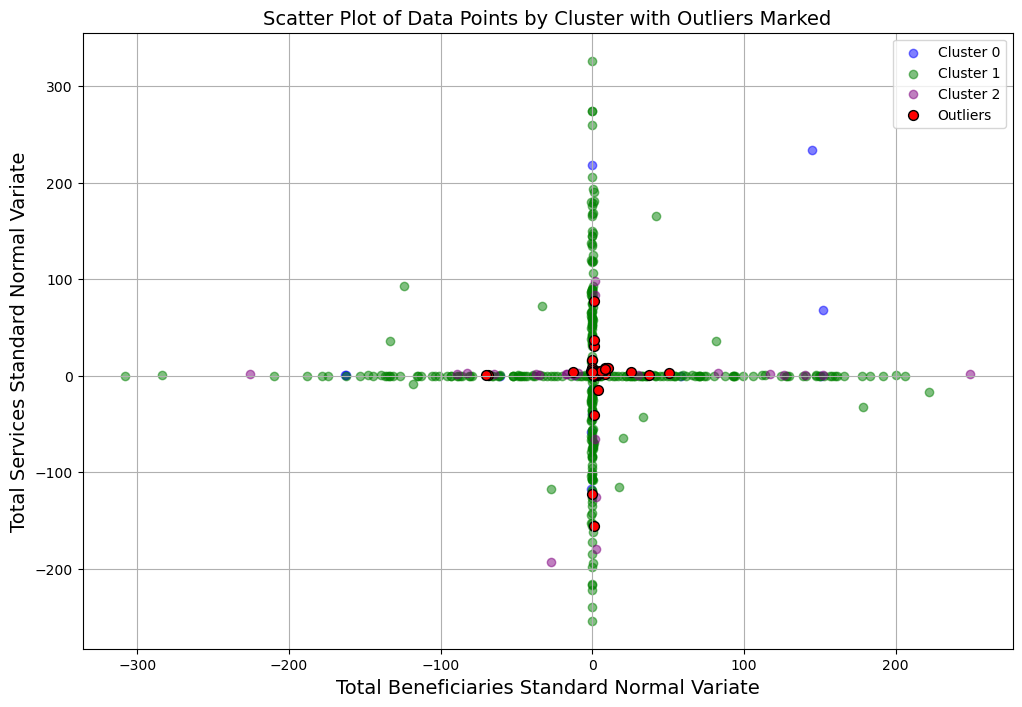 Scatter Plot of Data Points by Cluster with Outliers Marked
Cluster 0
Cluster 1
Cluster 2
Outliers
Total Services Standard Normal Variate
300
200
100
0
−100
−200
−300
−200
−100
0
100
200
Total Beneficiaries Standard Normal Variate